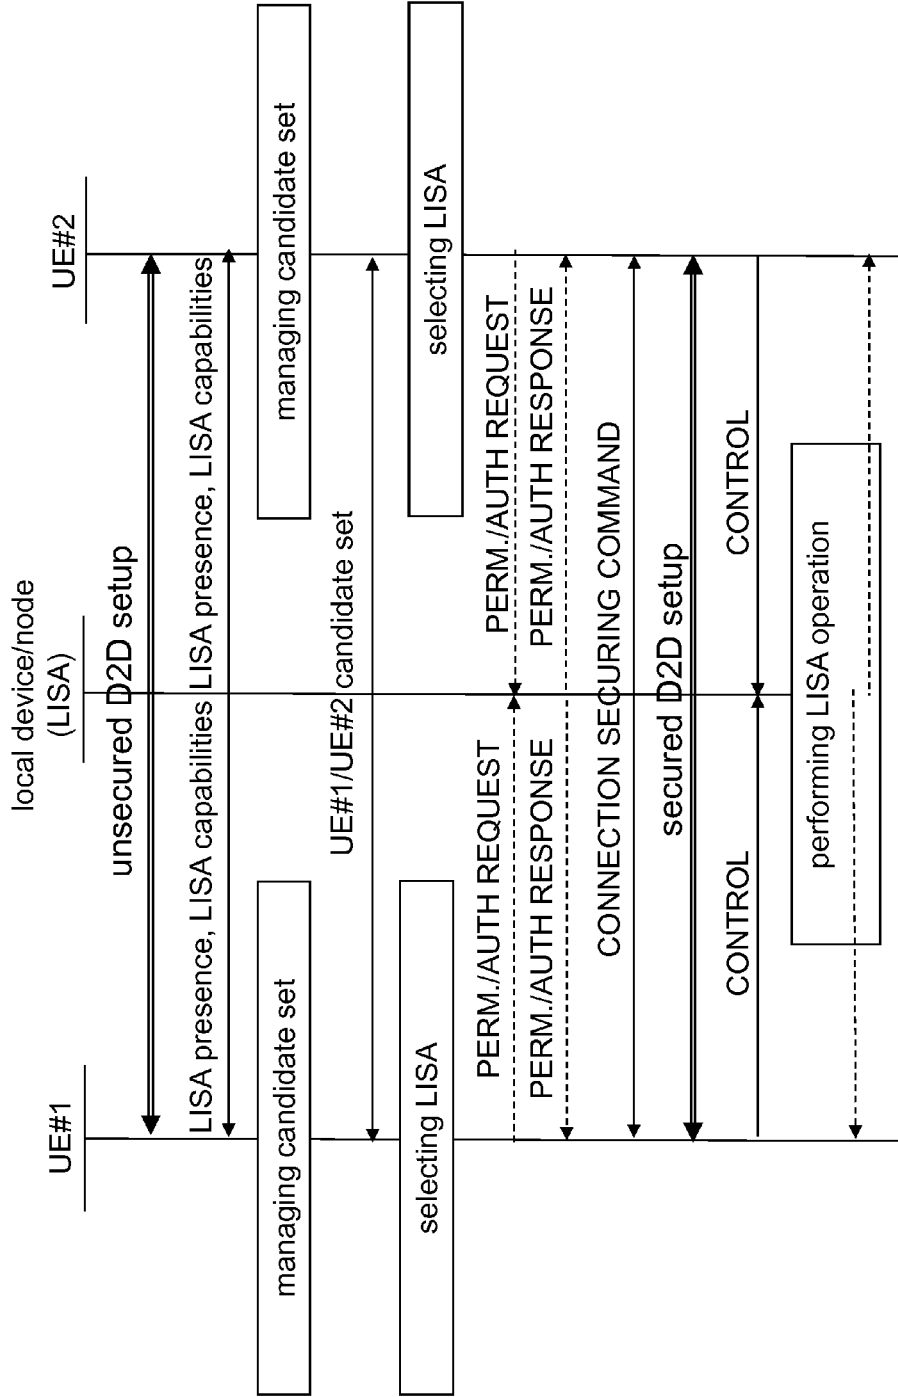 UE#1
local device/node
(LISA)
UE#2
unsecured D2D setup
LISA presence, LISA capabilities
LISA presence, LISA capabilities
managing candidate set
managing candidate set
UE#1/UE#2 candidate set
selecting LISA
selecting LISA
PERM./AUTH REQUEST
PERM./AUTH REQUEST
PERM./AUTH RESPONSE
PERM./AUTH RESPONSE
CONNECTION SECURING COMMAND
secured D2D setup
CONTROL
CONTROL
performing LISA operation